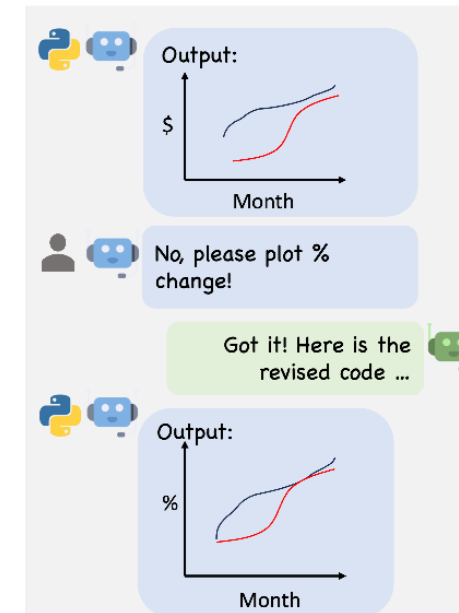 Output:
$
Month
No, please plot %
change!
Got it! Here is the
revised code ...
Output:
%
Month